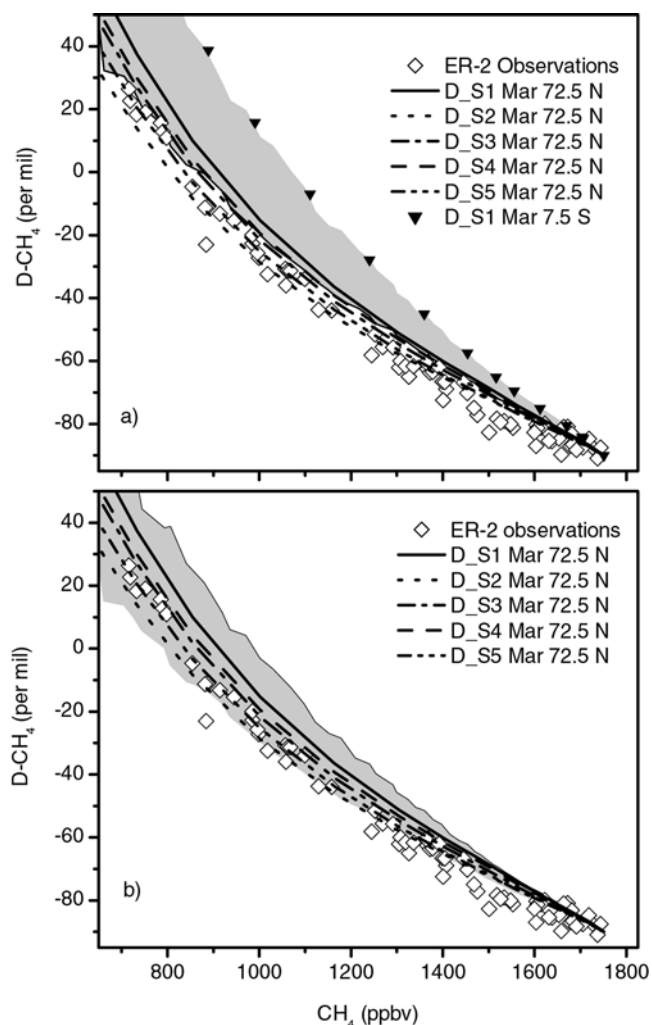 40
20
0
-20
-40
-60
-80
D-CH₄ (per mil)
ER-2 Observations
D_S1 Mar 72.5 N
D_S2 Mar 72.5 N
D_S3 Mar 72.5 N
D_S4 Mar 72.5 N
D_S5 Mar 72.5 N
D_S1 Mar 7.5 S
a)
40
20
0
-20
-40
-60
-80
D-CH₄ (per mil)
ER-2 observations
D_S1 Mar 72.5 N
D_S2 Mar 72.5 N
D_S3 Mar 72.5 N
D_S4 Mar 72.5 N
D_S5 Mar 72.5 N
b)
800 1000 1200 1400 1600 1800
CH₄ (ppbv)